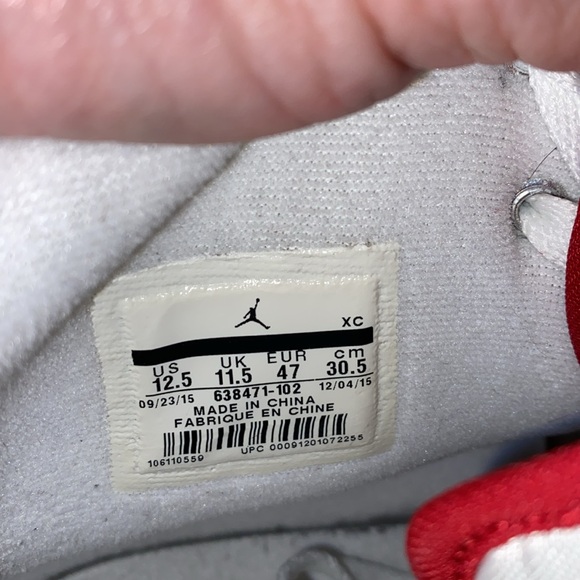 XC
US UK EUR cm
12.5 11.5 47 30.5
09/23/15 638471-102 12/04/15
MADE IN CHINA
FABRIQUE EN CHINE
106110559 UPC 00091201072255